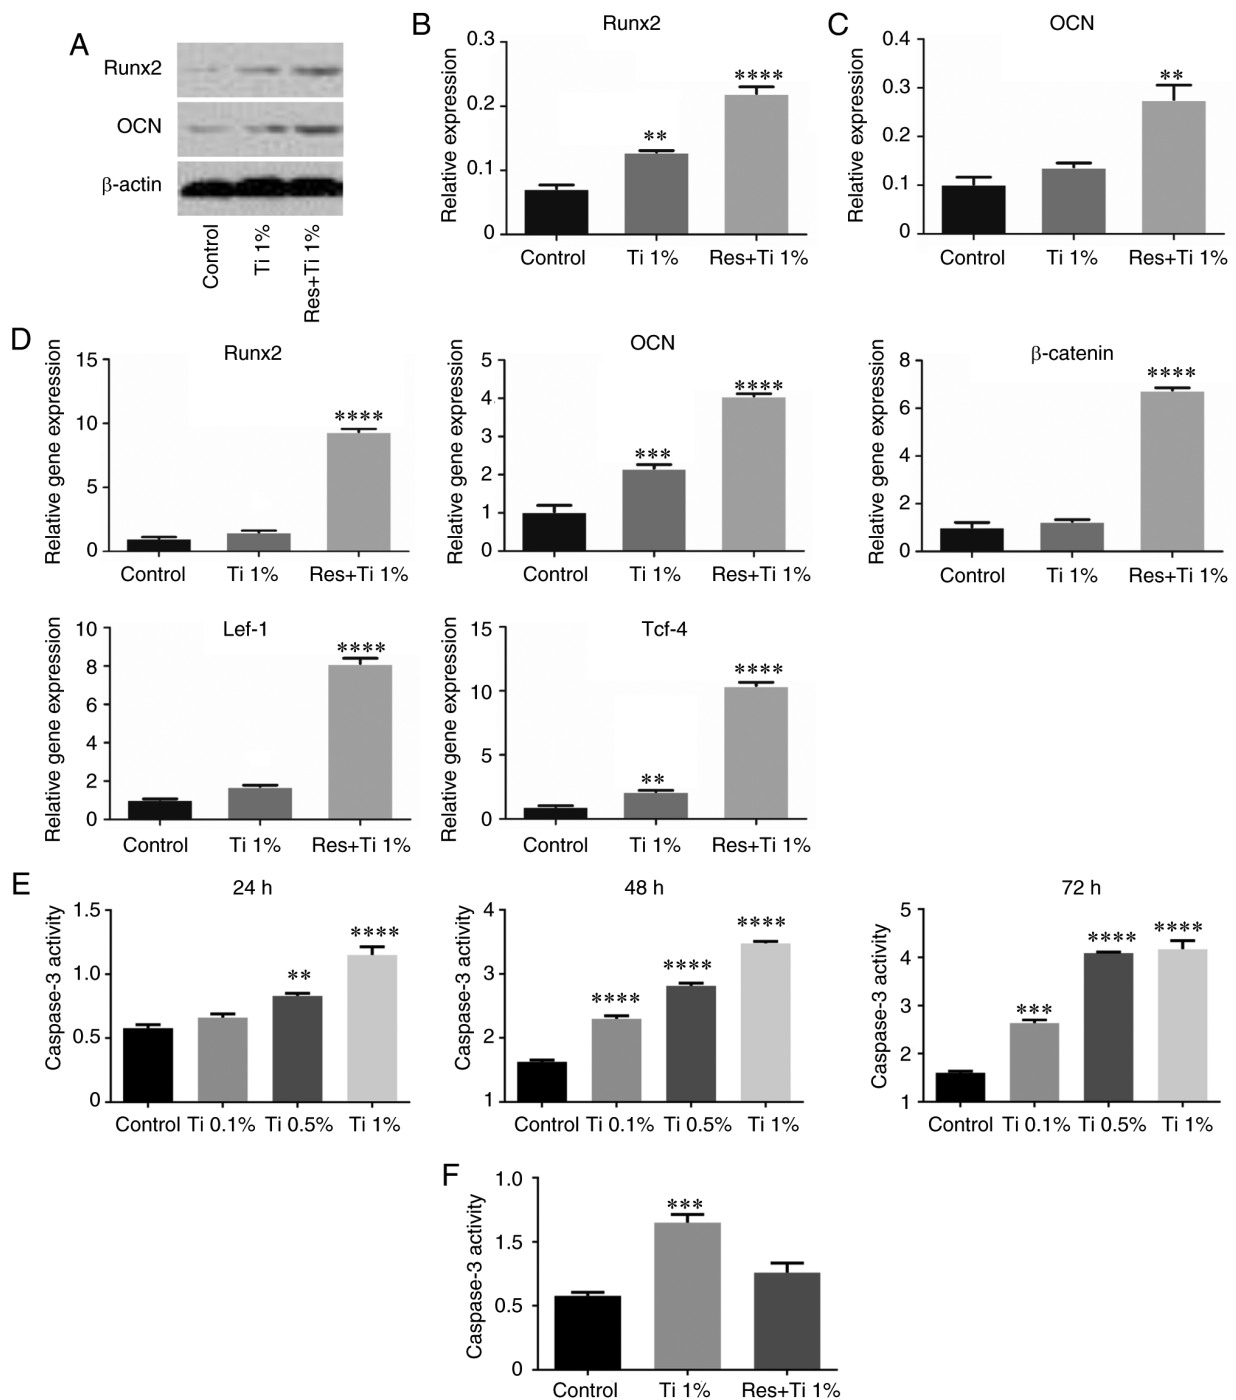 A
Runx2
OCN
β-actin
Control
Ti 1%
Res+Ti 1%
B
Runx2
Relative expression
0.3
0.2
0.1
0
**
****
Control Ti 1% Res+Ti 1%
C
OCN
Relative expression
0.4
0.3
0.2
0.1
0
**
Control Ti 1% Res+Ti 1%
D
Runx2
Relative gene expression
15
10
5
0
****
Control Ti 1% Res+Ti 1%
OCN
Relative gene expression
5
4
3
2
1
0
***
****
Control Ti 1% Res+Ti 1%
β-catenin
Relative gene expression
8
6
4
2
0
****
Control Ti 1% Res+Ti 1%
Lef-1
Relative gene expression
10
8
6
4
2
0
****
Control Ti 1% Res+Ti 1%
Tcf-4
Relative gene expression
15
10
5
0
**
****
Control Ti 1% Res+Ti 1%
E
24 h
Caspase-3 activity
1.5
1.0
0.5
0
**
****
Control Ti 0.1% Ti 0.5% Ti 1%
48 h
Caspase-3 activity
4
3
2
1
****
****
****
Control Ti 0.1% Ti 0.5% Ti 1%
72 h
Caspase-3 activity
5
4
3
2
1
***
****
****
Control Ti 0.1% Ti 0.5% Ti 1%
F
Caspase-3 activity
1.0
1.5
0.5
0
***
Control Ti 1% Res+Ti 1%